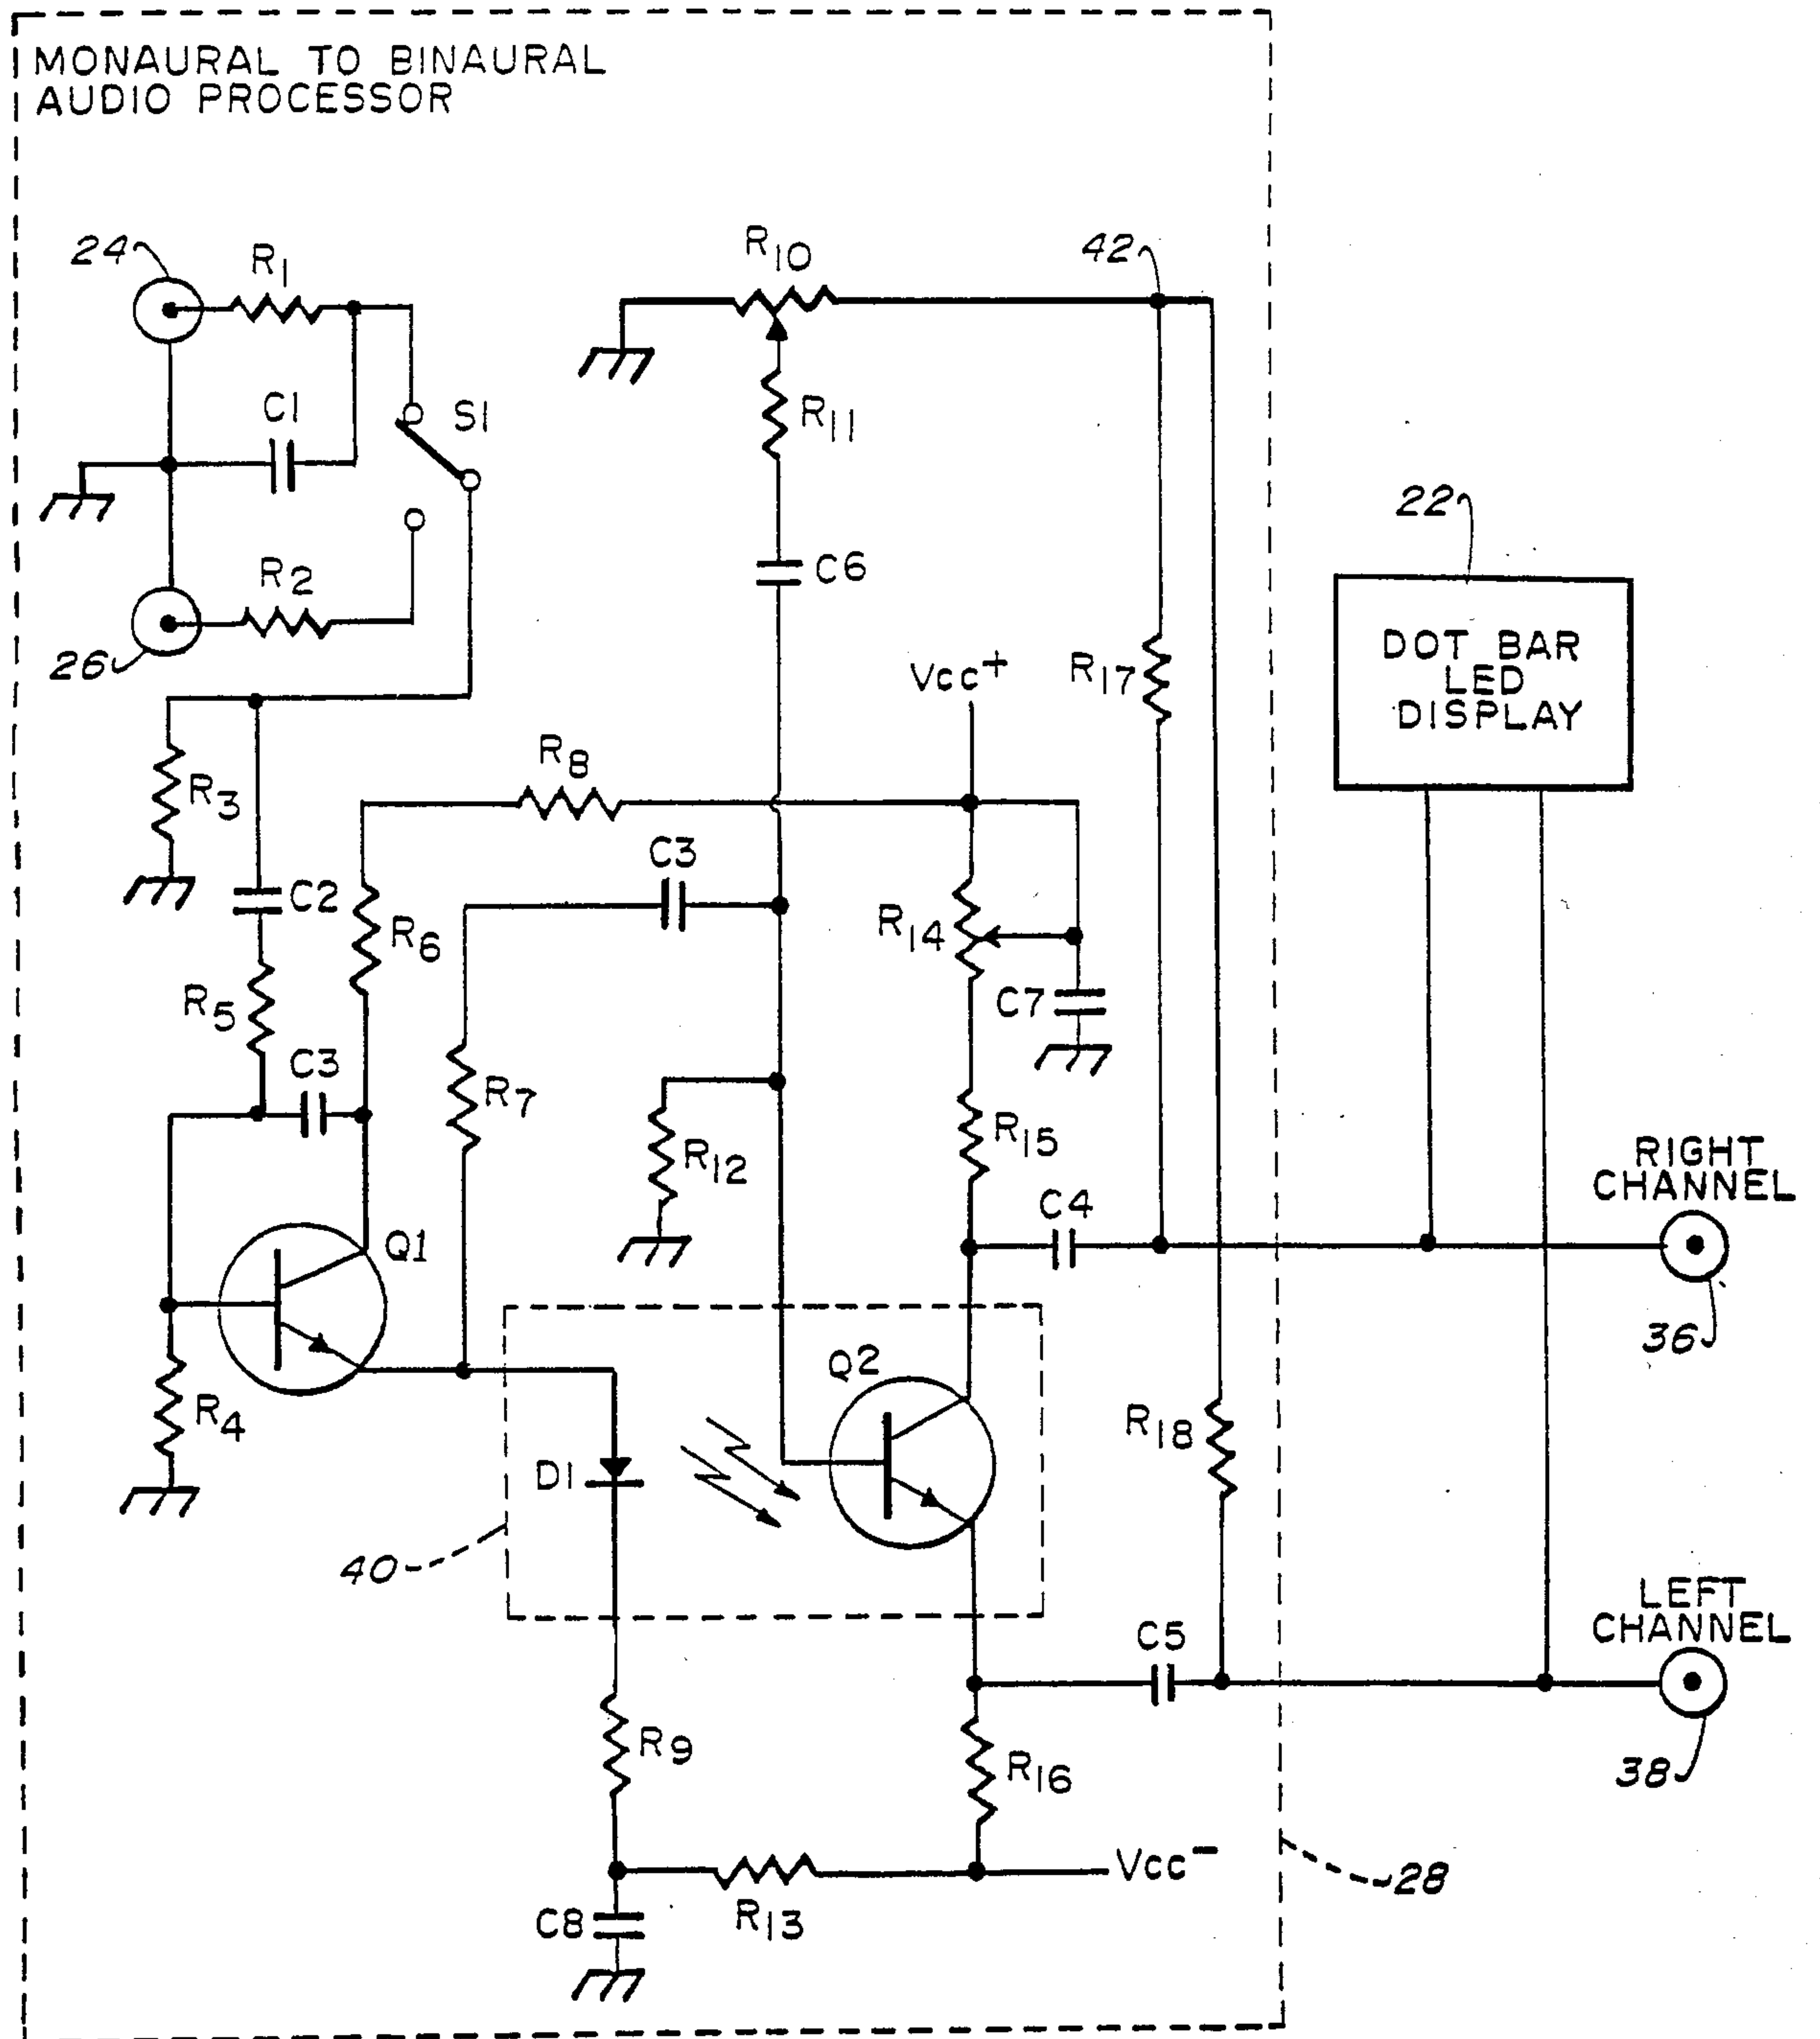 MONAURAL TO BINAURAL
AUDIO PROCESSOR
24
R1
R10
42
C1
S1
R11
22
R2
C6
26
DOT BAR
LED
DISPLAY
Vcc+
R17
R8
R3
C3
C2
R6
R14
R5
C7
C3
R7
R15
R12
RIGHT
CHANNEL
C4
Q1
36
Q2
R4
R18
D1
40
LEFT
CHANNEL
C5
R9
R16
38
Vcc-
28
C8
R13